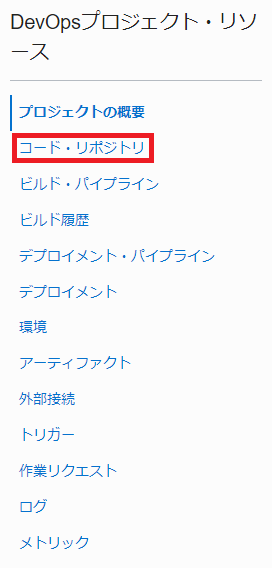 DevOpsプロジェクト・リソ
ース
プロジェクトの概要
コード・リポジトリ
ビルド・パイプライン
ビルド履歴
デプロイメント・パイプライン
デプロイメント
環境
アーティファクト
外部接続
トリガー
作業リクエスト
ログ
メトリック